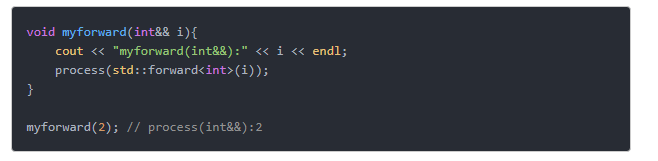 void myforward(int&& i){
    cout << "myforward(int&&):" << i << endl;
    process(std::forward<int>(i));
}
myforward(2); // process(int&&):2